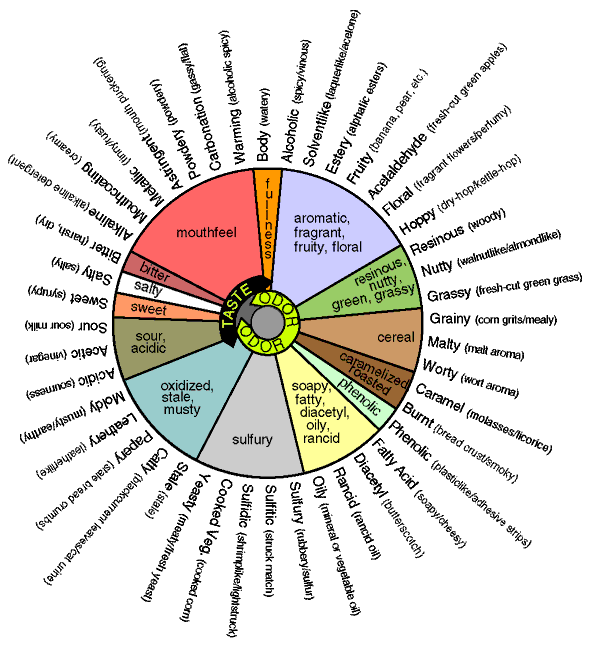 Body (watery)
Alcoholic (spicy/vinous)
Solventlike (laquerlike/acetone)
Estery (alphatic esters)
Fruity (banana, pear, etc.)
Acetaldehyde (fresh-cut green apples)
Floral (fragrant flowers/perfumy)
Hoppy (dry-hop/kettle-hop)
Resinous (woody)
Nutty (walnutlike/almondlike)
Grassy (fresh-cut green grass)
Grainy (corn grits/mealy)
Malty (malt aroma)
Worty (wort aroma)
Caramel (molasses/licorice)
Burnt (bread crust/smoky)
Phenolic (plasticlike/adhesive strips)
Fatty Acid (soapy/cheesy)
Diacetyl (butterscotch)
Rancid (rancid oil)
Oily (mineral or vegetable oil)
Sulfury (rubbery/sulfur)
Sulfitic (struck match)
Sulfidic (shrimplike/lightstruck)
Cooked Veg. (cooked corn)
Yeasty (meaty/fresh yeast)
Stale (stale)
Catty (blackcurrent leaves/cat urine)
Papery (stale bread crumbs)
Leathery (leatherlike)
Moldy (musty/earthy)
Acidic (sourness)
Acetic (vinegar)
Sour (sour milk)
Sweet (syrupy)
Salty (salty)
Bitter (harsh, dry)
Alkaline (alkaline detergent)
Mouthcoating (creamy)
Metallic (tinny/rusty)
Astringent (mouth puckering)
Powdery (powdery)
Carbonation (gassy/flat)
Warming (alcoholic spicy)
fullness
aromatic,
fragrant,
fruity, floral
resinous,
nutty,
green, grassy
cereal
caramelized
roasted
phenolic
soapy,
fatty,
diacetyl,
oily,
rancid
sulfury
oxidized,
stale,
musty
sour,
acidic
sweet
salty
bitter
mouthfeel
TASTE
ODOR
ODOR